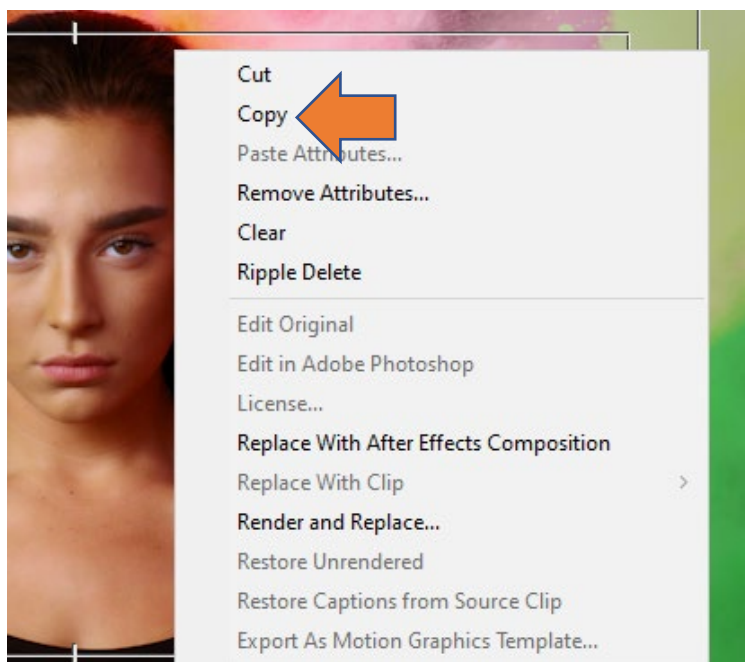 Cut
Copy
Paste Attributes...
Remove Attributes...
Clear
Ripple Delete
Edit Original
Edit in Adobe Photoshop
License...
Replace With After Effects Composition
Replace With Clip
Render and Replace...
Restore Unrendered
Restore Captions from Source Clip
Export As Motion Graphics Template...